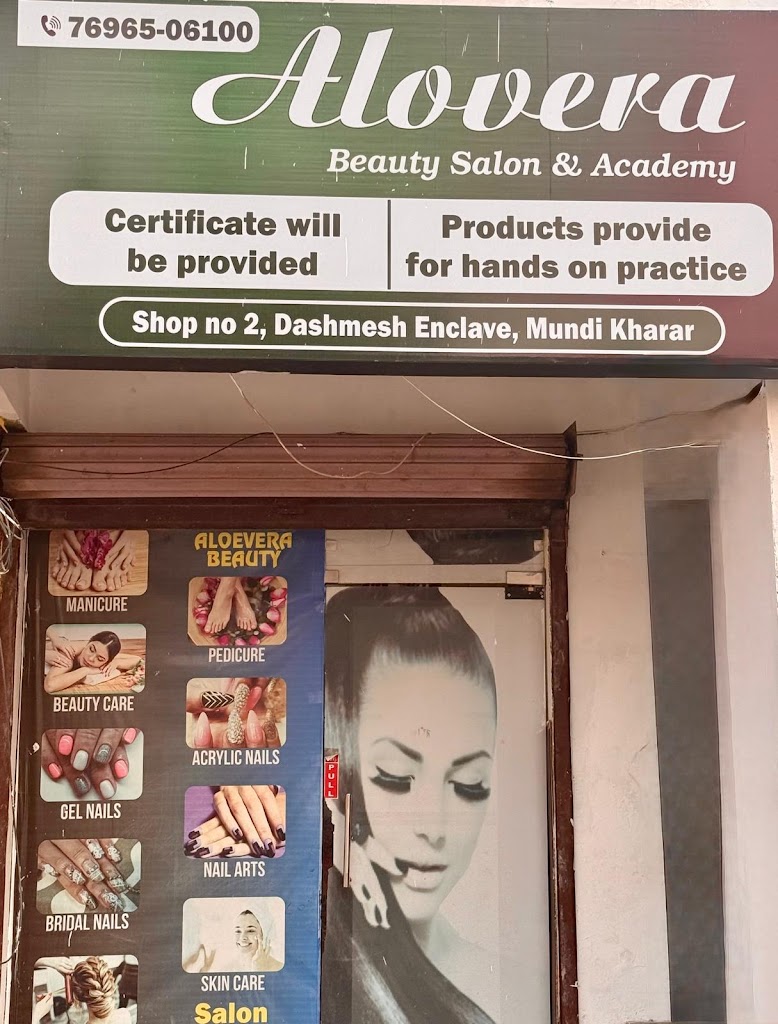 76965-06100
Alovera
Beauty Salon & Academy
Certificate will
be provided
Products provide
for hands on practice
Shop no 2, Dashmesh Enclave, Mundi Kharar
ALOEVERA
BEAUTY
MANICURE
PEDICURE
BEAUTY CARE
ACRYLIC NAILS
GEL NAILS
NAIL ARTS
BRIDAL NAILS
SKIN CARE
Salon
PULL